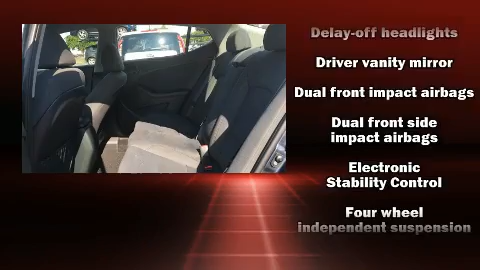 Delay-off headlights
Driver vanity mirror
Dual front impact airbags
Dual front side
impact airbags
Electronic
Stability Control
Four wheel
independent suspension